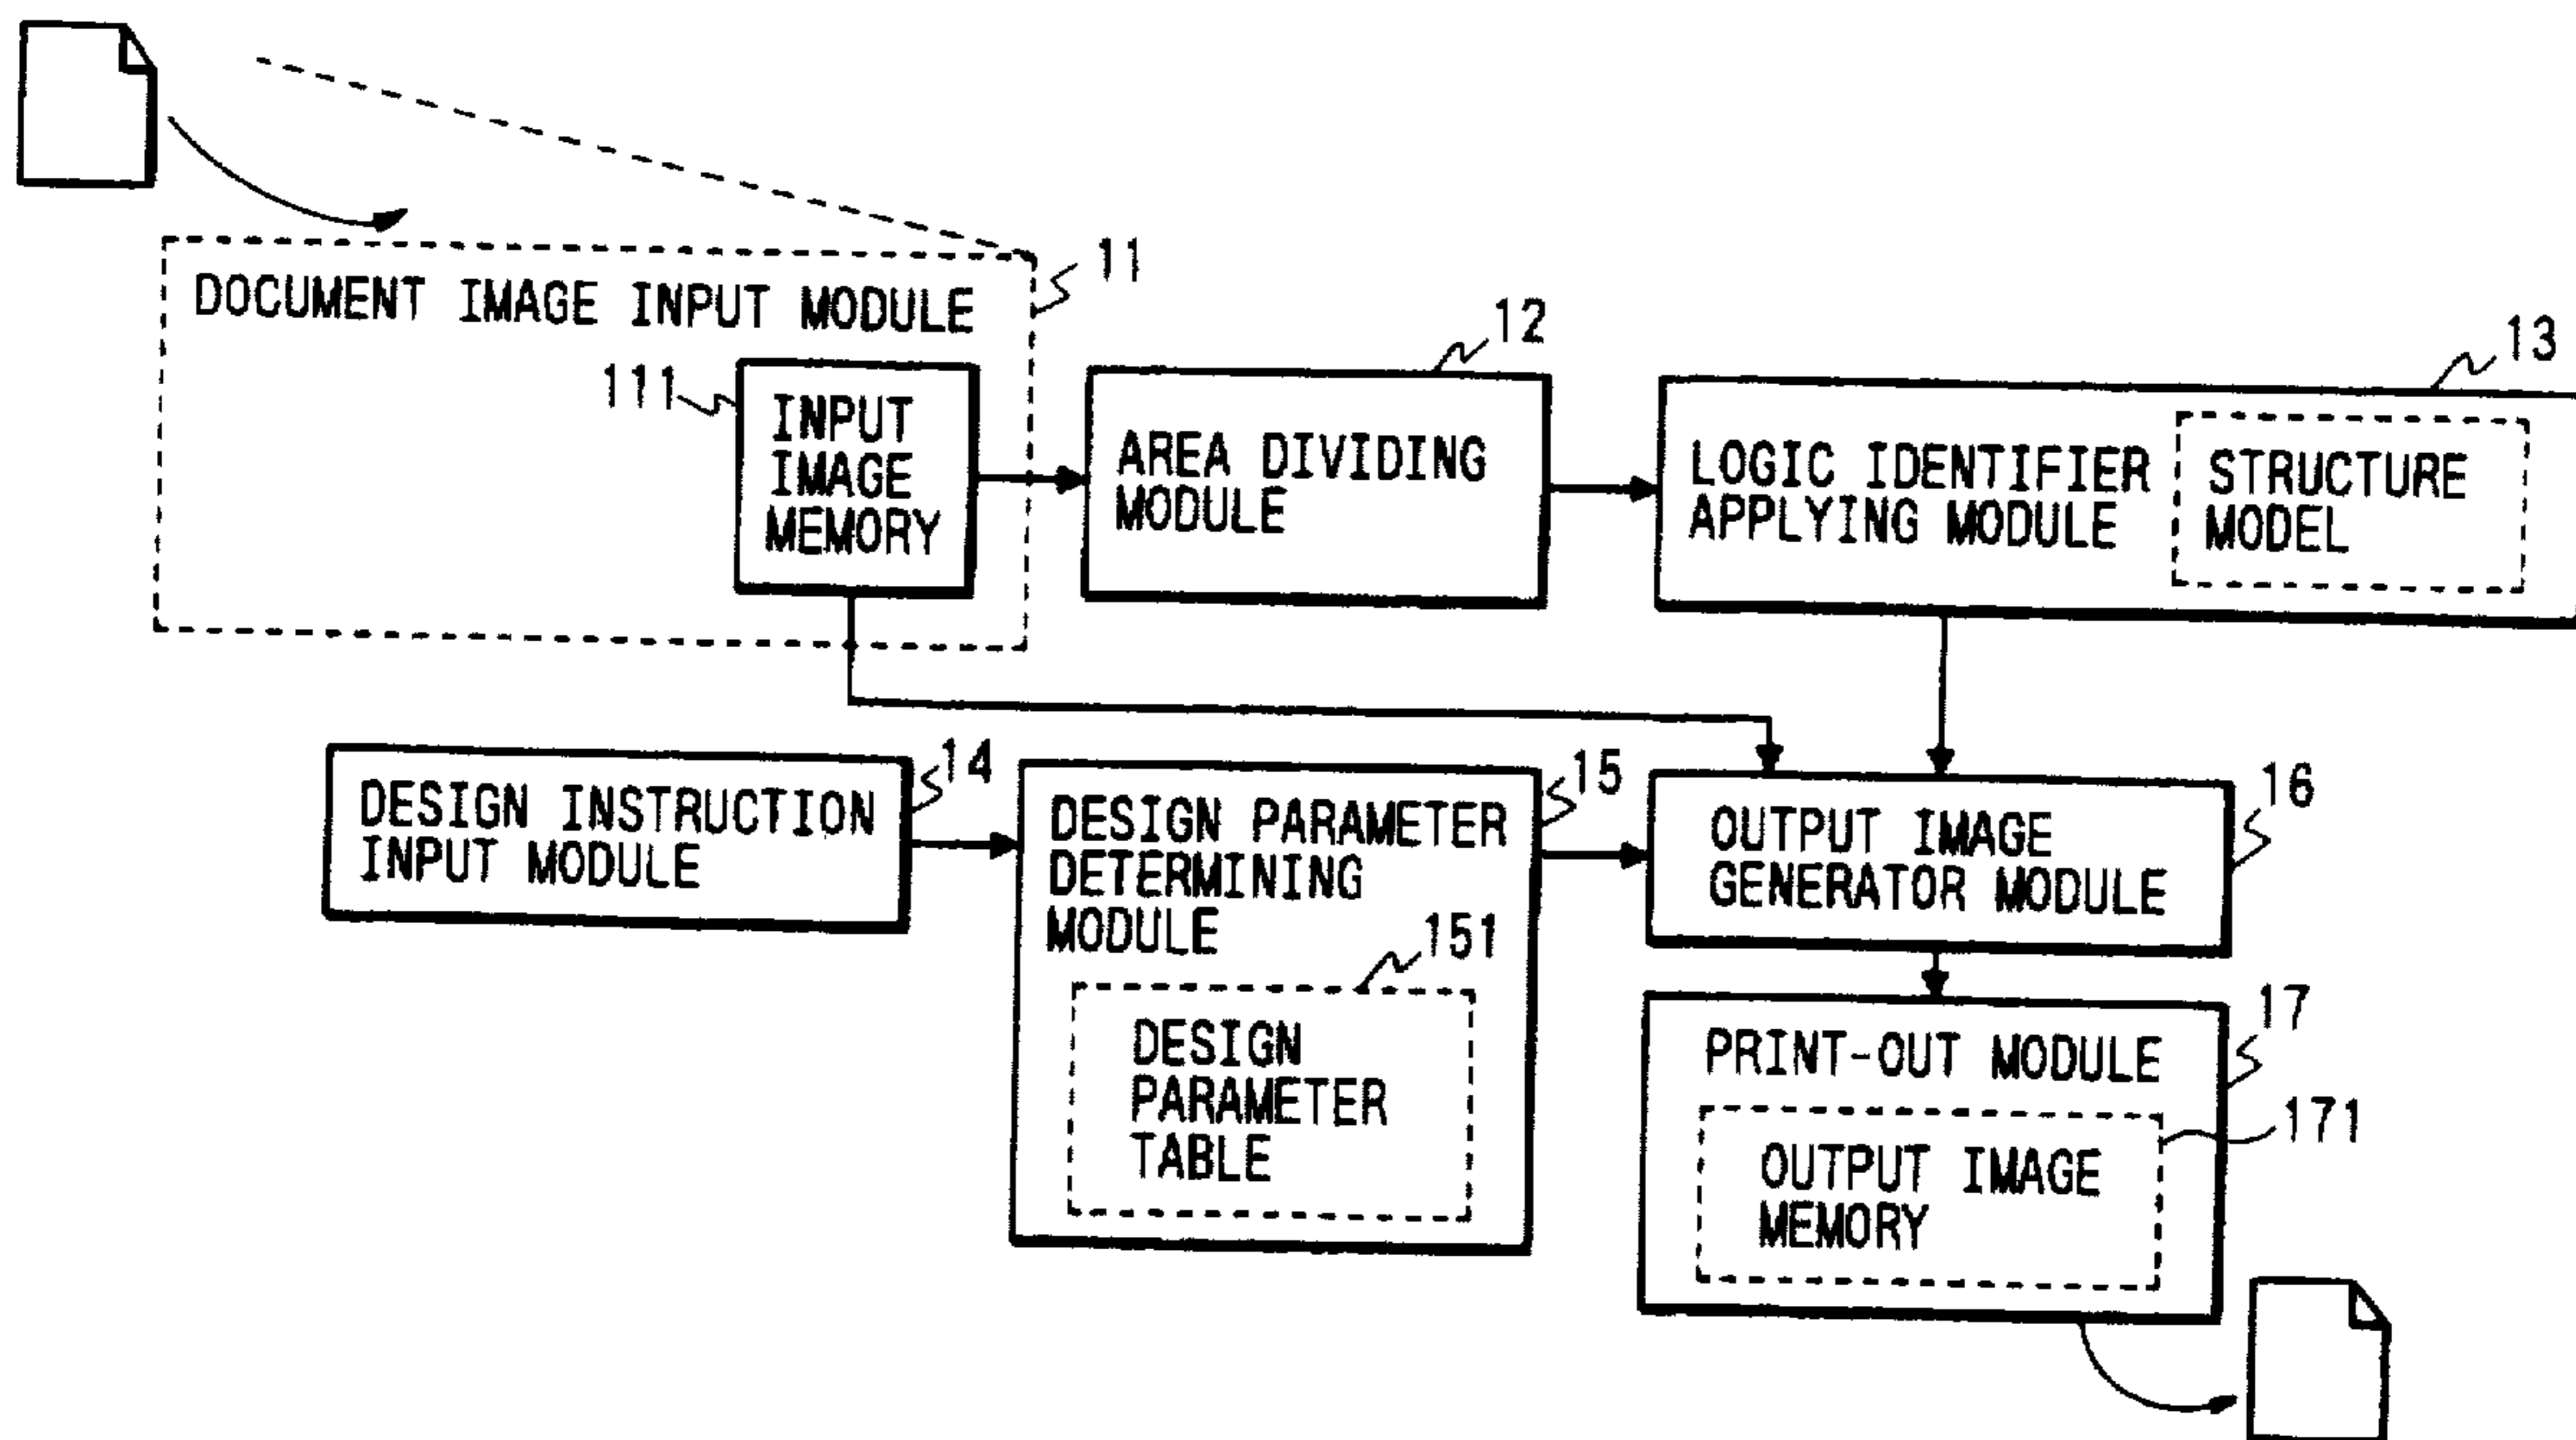 DOCUMENT IMAGE INPUT MODULE
11
111
INPUT
IMAGE
MEMORY
12
AREA DIVIDING
MODULE
13
LOGIC IDENTIFIER
APPLYING MODULE
STRUCTURE
MODEL
14
DESIGN INSTRUCTION
INPUT MODULE
15
DESIGN PARAMETER
DETERMINING
MODULE
151
DESIGN
PARAMETER
TABLE
16
OUTPUT IMAGE
GENERATOR MODULE
17
PRINT-OUT MODULE
171
OUTPUT IMAGE
MEMORY